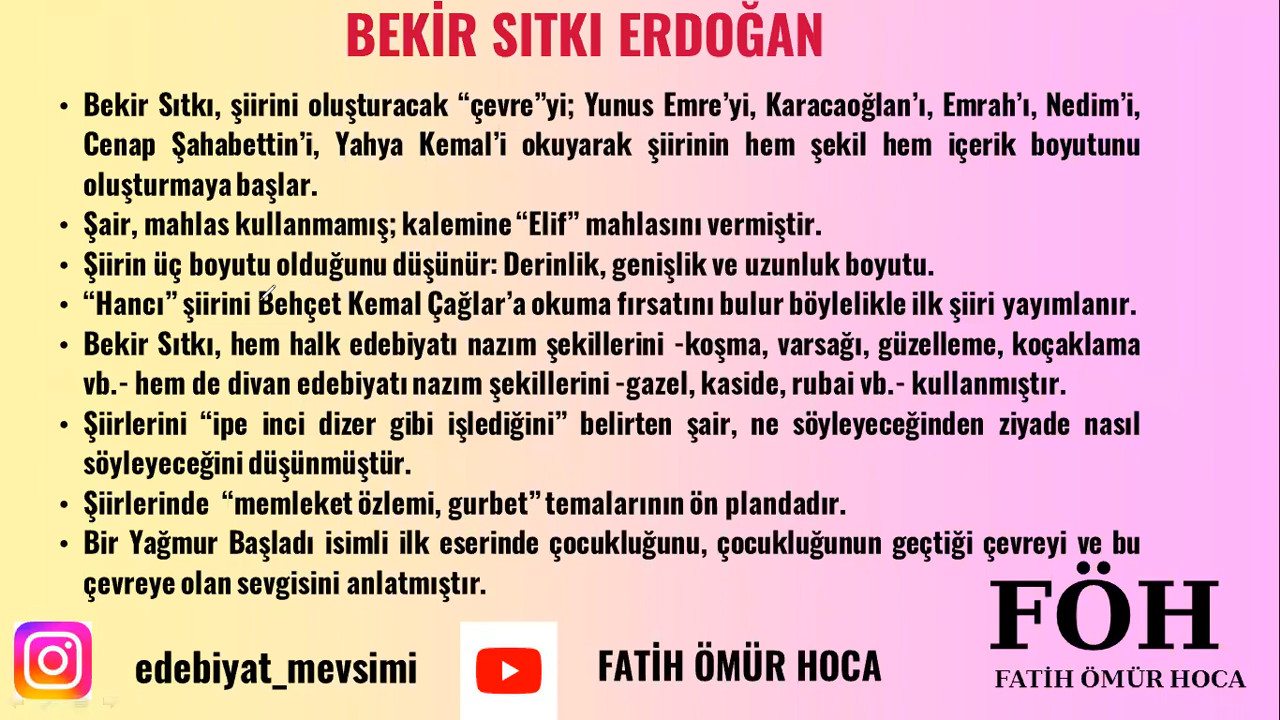 BEKİR SITKI ERDOĞAN
• Bekir Sıtkı, şiirini oluşturacak “çevre”yi; Yunus Emre’yi, Karacaoğlan’ı, Emrah’ı, Nedim’i,
Cenap Şahabettin’i, Yahya Kemal’i okuyarak şiirinin hem şekil hem içerik boyutunu
oluşturmaya başlar.
• Şair, mahlas kullanmamış; kalemine “Elif” mahlasını vermiştir.
• Şiirin üç boyutu olduğunu düşünür: Derinlik, genişlik ve uzunluk boyutu.
• “Hancı” şiirini Behçet Kemal Çağlar’a okuma fırsatını bulur böylelikle ilk şiiri yayımlanır.
• Bekir Sıtkı, hem halk edebiyatı nazım şekillerini -koşma, varsağı, güzelleme, koçaklama
vb.- hem de divan edebiyatı nazım şekillerini -gazel, kaside, rubai vb.- kullanmıştır.
• Şiirlerini “ipe inci dizer gibi işlediğini” belirten şair, ne söyleyeceğinden ziyade nasıl
söyleyeceğini düşünmüştür.
• Şiirlerinde “memleket özlemi, gurbet” temalarının ön plandadır.
• Bir Yağmur Başladı isimli ilk eserinde çocukluğunu, çocukluğunun geçtiği çevreyi ve bu
çevreye olan sevgisini anlatmıştır.
FÖH
FATİH ÖMÜR HOCA
edebiyat_mevsimi
FATİH ÖMÜR HOCA